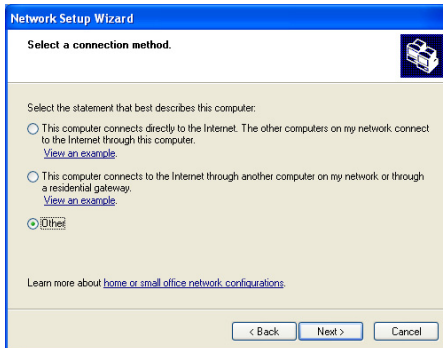 Network Setup Wizard
Select a connection method.
Select the statement that best describes this computer:
This computer connects directly to the Internet. The other computers on my network connect
to the Internet through this computer.
View an example.
This computer connects to the Internet through another computer on my network or through
a residential gateway.
View an example.
Other
Learn more about home or small office network configurations.
< Back Next > Cancel